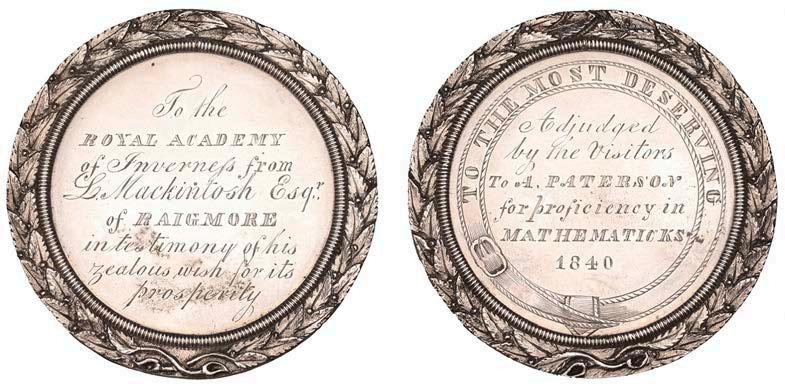 To the
ROYAL ACADEMY
of Inverneſs from
L. Mackintosh Esqr.
of RAIGMORE
in testimony of his
zealous wish for its
prosperity
TO THE MOST DESERVING
Adjudged
by the Visitors
To A. PATERSON
for proficiency in
MATHEMATICKS
1840